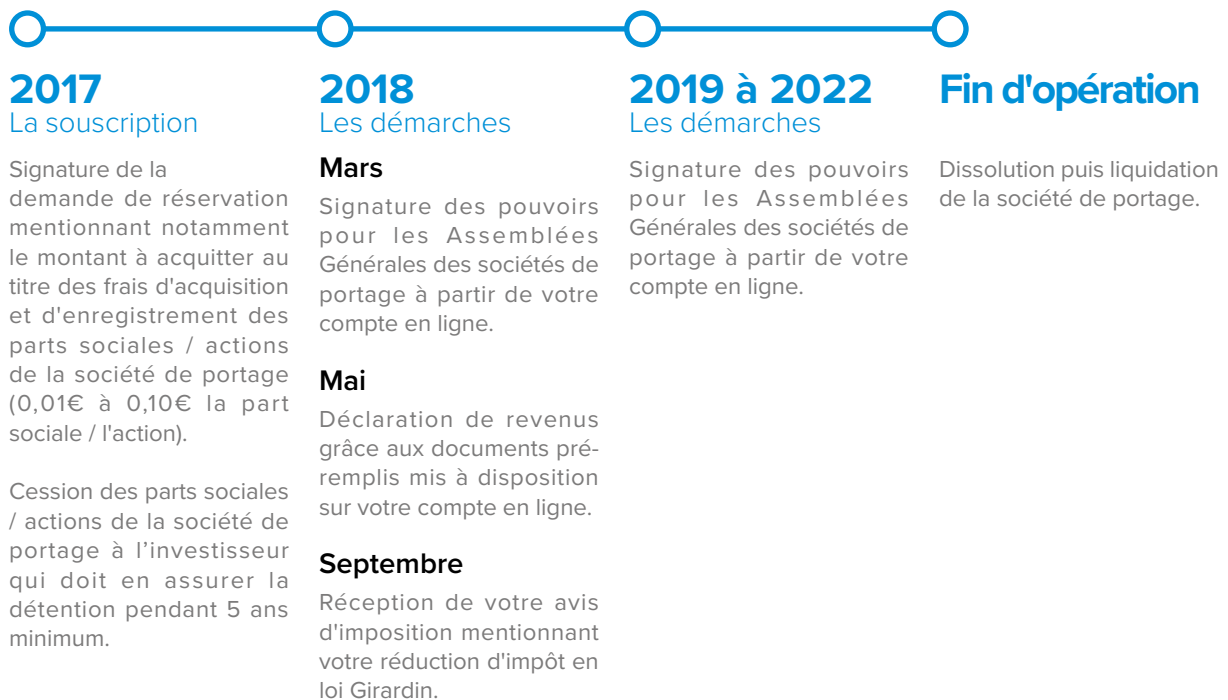 2017
La souscription
Signature de la
demande de réservation
mentionnant notamment
le montant à acquitter au
titre des frais d'acquisition
et d'enregistrement des
parts sociales / actions
de la société de portage
(0,01€ à 0,10€ la part
sociale / l'action).
Cession des parts sociales
/ actions de la société de
portage à l’investisseur
qui doit en assurer la
détention pendant 5 ans
minimum.
2018
Les démarches
Mars
Signature des pouvoirs
pour les Assemblées
Générales des sociétés de
portage à partir de votre
compte en ligne.
Mai
Déclaration de revenus
grâce aux documents pré-
remplis mis à disposition
sur votre compte en ligne.
Septembre
Réception de votre avis
d'imposition mentionnant
votre réduction d'impôt en
loi Girardin.
2019 à 2022
Les démarches
Signature des pouvoirs
pour les Assemblées
Générales des sociétés de
portage à partir de votre
compte en ligne.
Fin d'opération
Dissolution puis liquidation
de la société de portage.